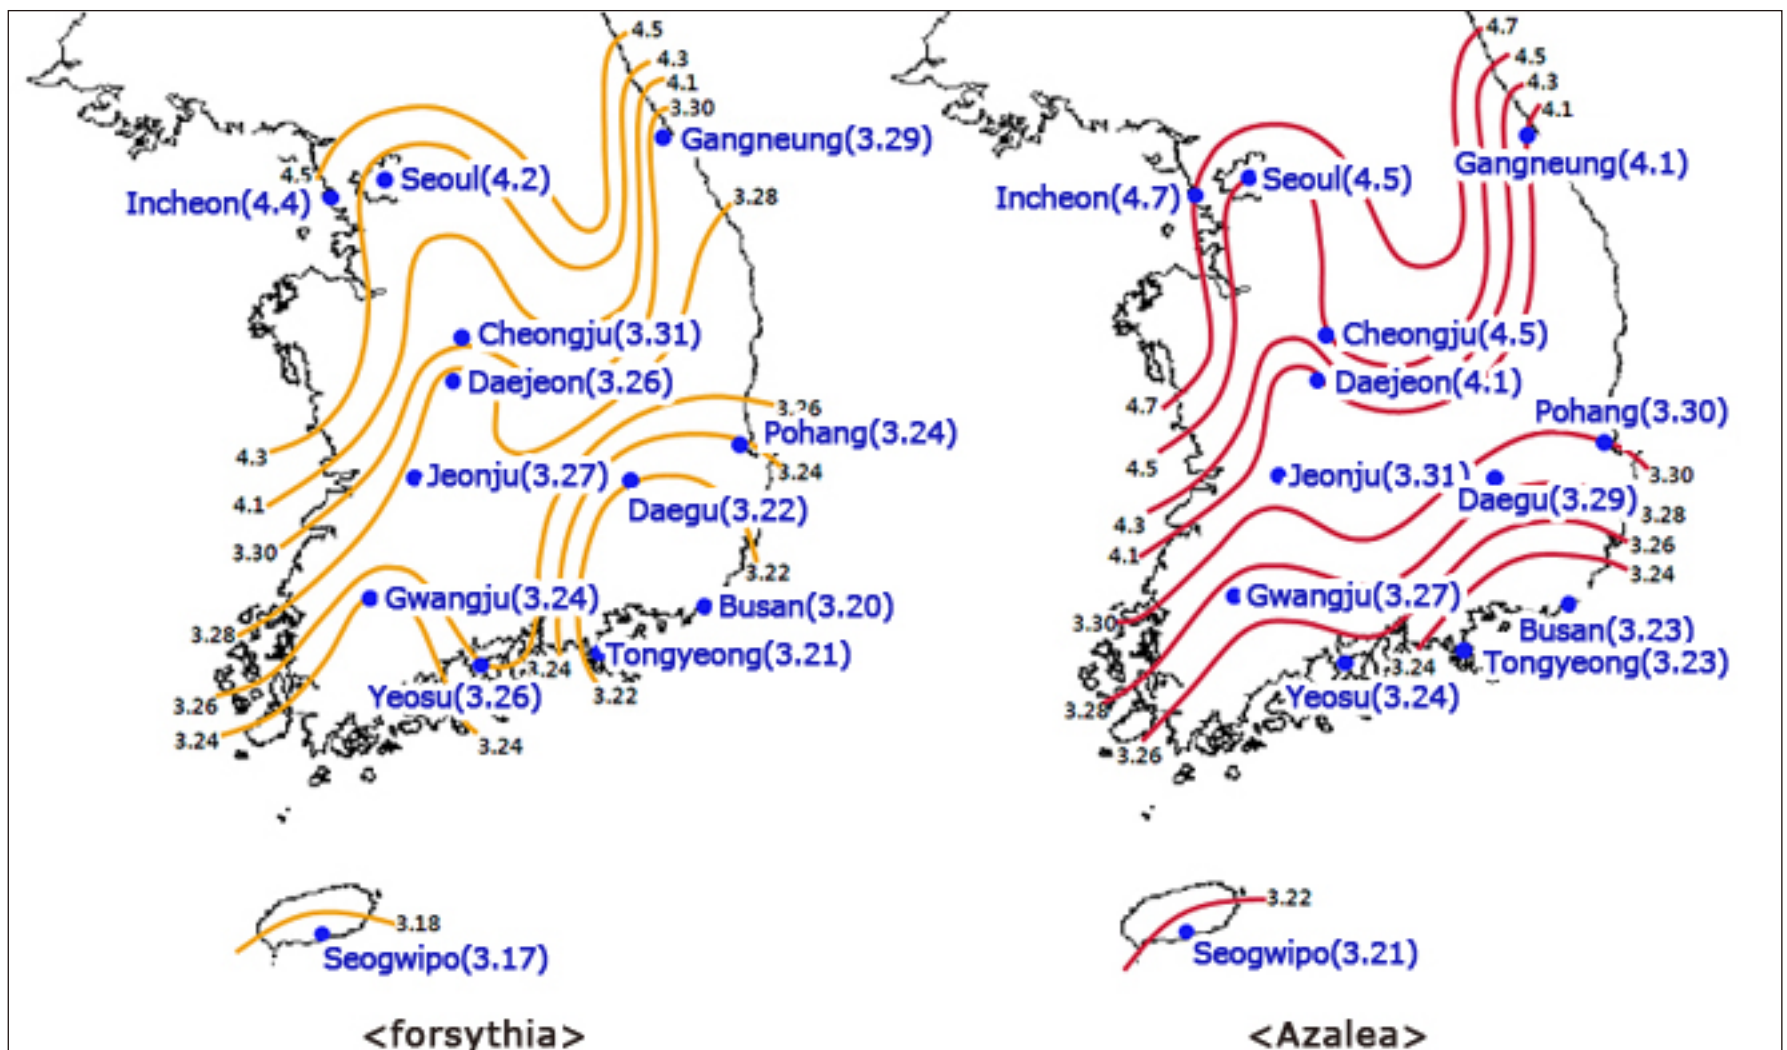 4.5
4.3
4.1
3.30
Gangneung(3.29)
4.5
Seoul(4.2)
Incheon(4.4)
3.28
Cheongju(3.31)
Daejeon(3.26)
3.26
Pohang(3.24)
4.3
3.24
Jeonju(3.27)
4.1
Daegu(3.22)
3.30
3.22
Gwangju(3.24)
Busan(3.20)
3.28
Tongyeong(3.21)
3.24
Yeosu(3.26)
3.22
3.26
3.24
3.24
3.18
Seogwipo(3.17)
<forsythia>
4.7
4.5
4.3
4.1
Gangneung(4.1)
Seoul(4.5)
Incheon(4.7)
Cheongju(4.5)
Daejeon(4.1)
4.7
Pohang(3.30)
4.5
3.30
Jeonju(3.31)
Daegu(3.29)
3.28
4.3
3.26
4.1
3.24
Gwangju(3.27)
3.30
Busan(3.23)
Tongyeong(3.23)
3.24
Yeosu(3.24)
3.28
3.26
3.22
Seogwipo(3.21)
<Azalea>